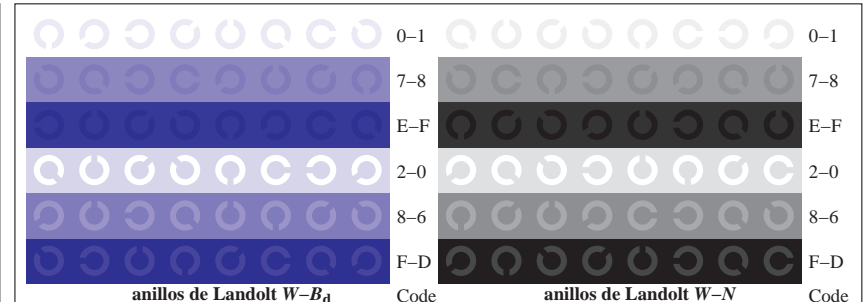 0–1
7–8
E–F
2–0
8–6
F–D
anillos de Landolt W–Bd Code
0–1
7–8
E–F
2–0
8–6
F–D
anillos de Landolt W–N Code